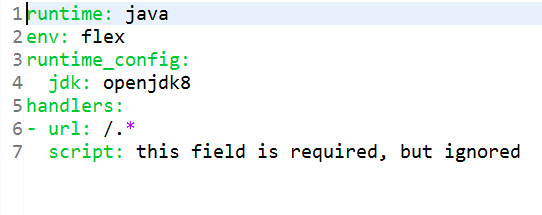 1 runtime: java
2 env: flex
3 runtime_config:
4   jdk: openjdk8
5 handlers:
6 - url: /.*
7   script: this field is required, but ignored